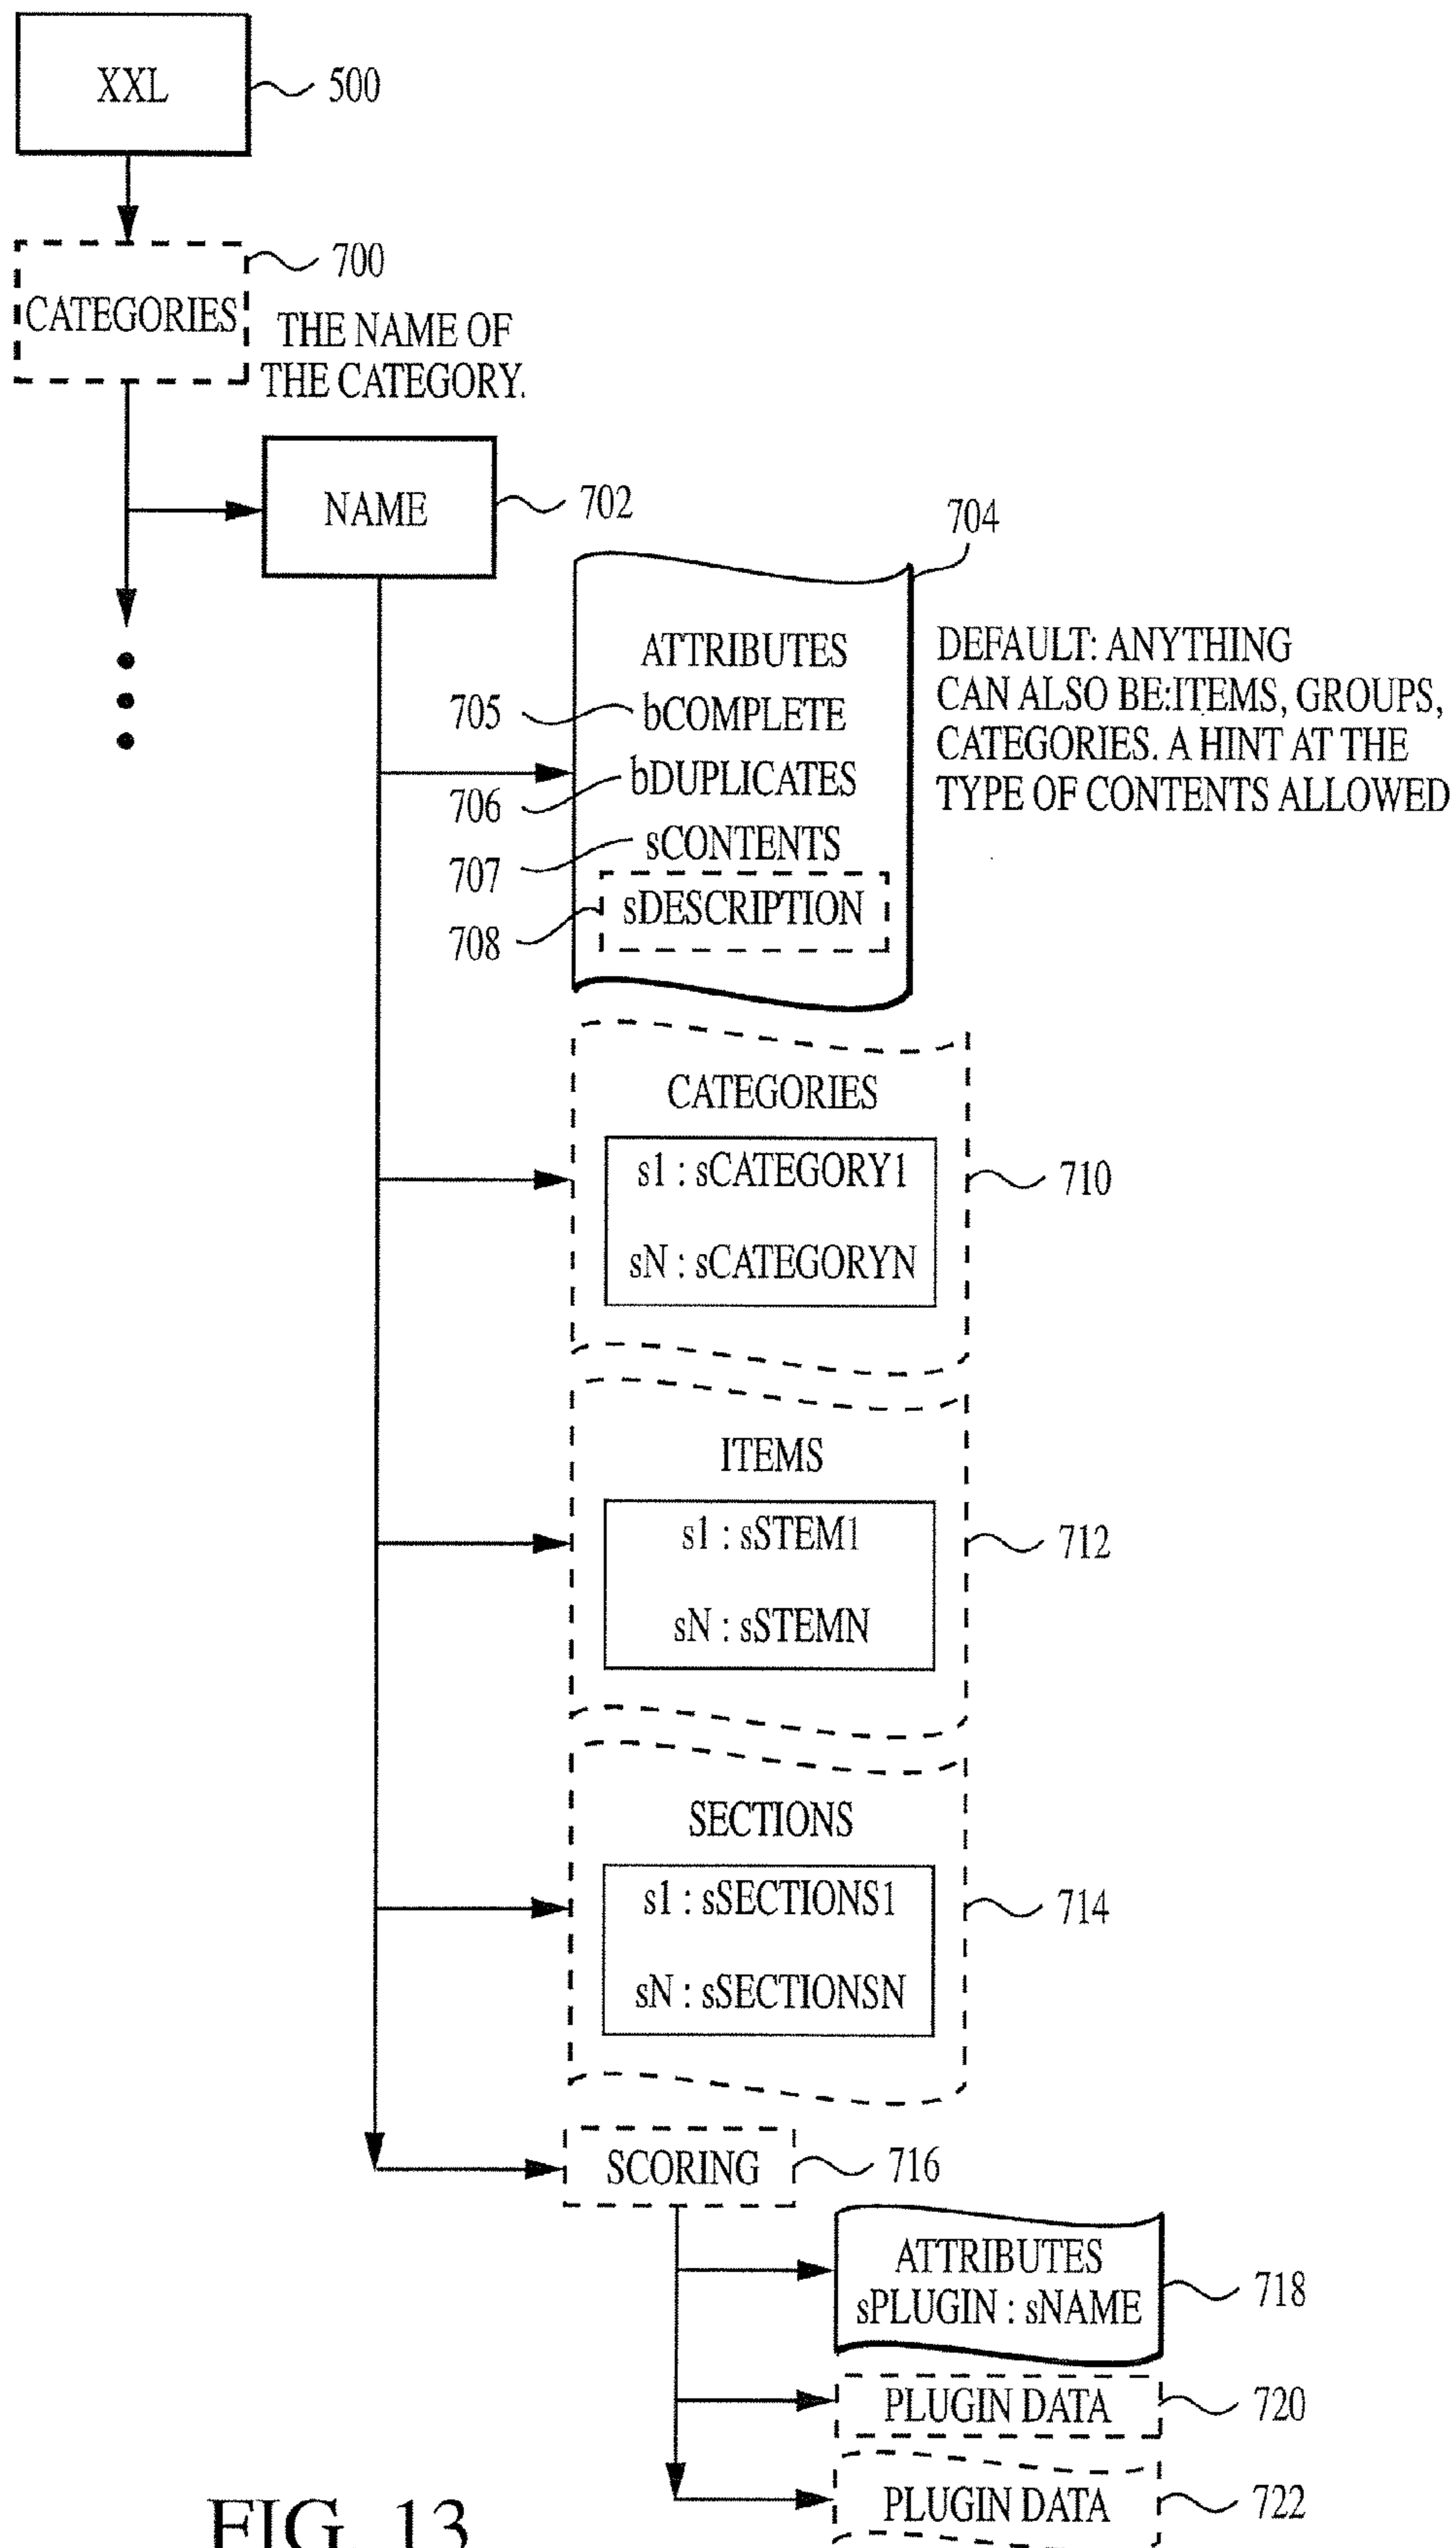 XXL
500
700
CATEGORIES
THE NAME OF
THE CATEGORY.
NAME
702
704
ATTRIBUTES
705
bCOMPLETE
706
bDUPLICATES
707
sCONTENTS
708
sDESCRIPTION
DEFAULT: ANYTHING
CAN ALSO BE:ITEMS, GROUPS,
CATEGORIES. A HINT AT THE
TYPE OF CONTENTS ALLOWED
CATEGORIES
s1 : sCATEGORY1
sN : sCATEGORYN
710
ITEMS
s1 : sSTEM1
sN : sSTEMN
712
SECTIONS
s1 : sSECTIONS1
sN : sSECTIONSN
714
SCORING
716
ATTRIBUTES
sPLUGIN : sNAME
718
PLUGIN DATA
720
PLUGIN DATA
722
FIG. 13